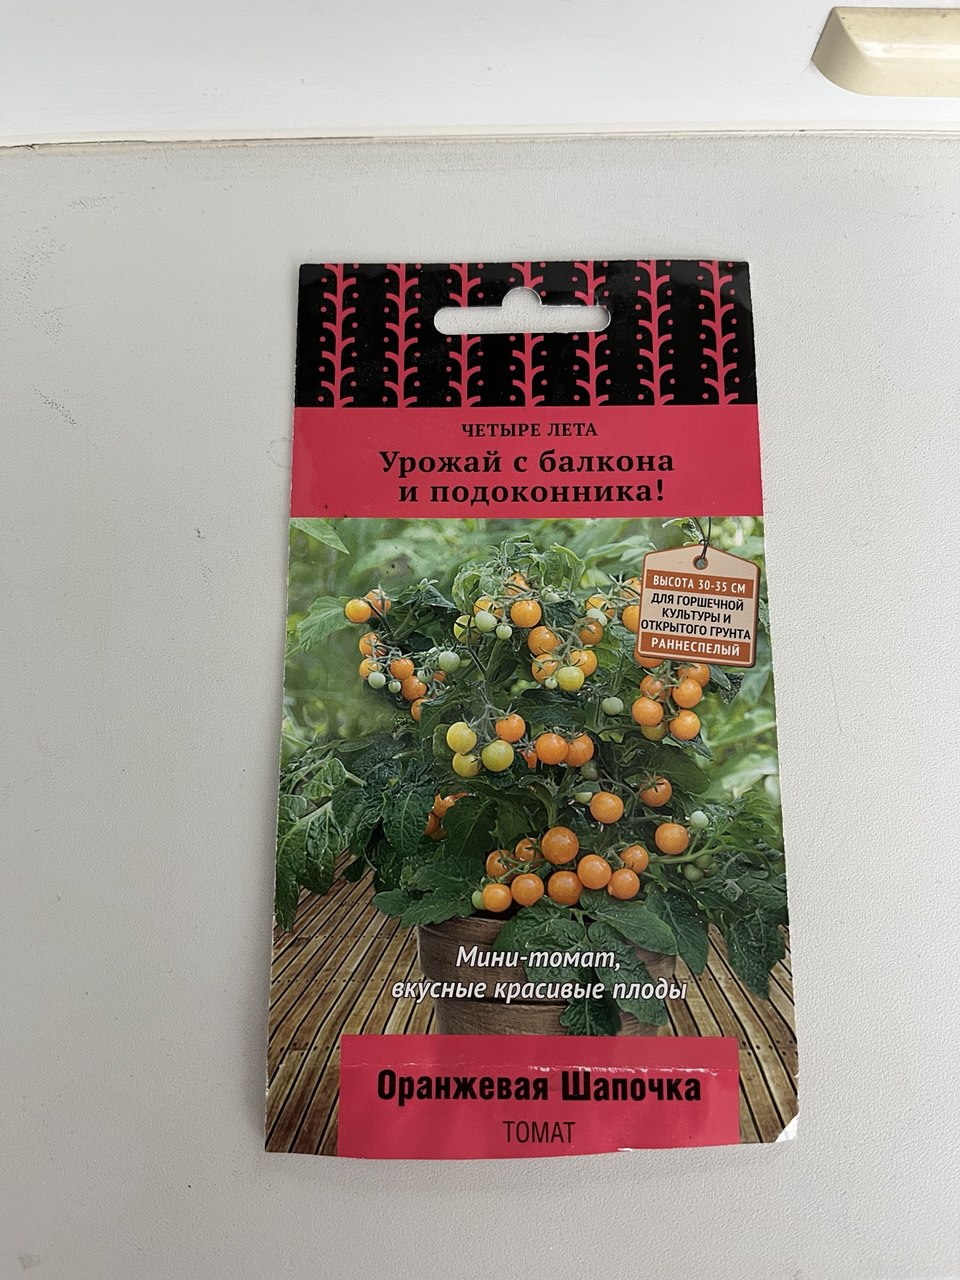 ЧЕТЫРЕ ЛЕТА
Урожай с балкона
и подоконника!
ВЫСОТА 30-35 СМ
ДЛЯ ГОРШЕЧНОЙ
КУЛЬТУРЫ И
ОТКРЫТОГО ГРУНТА
РАННЕСПЕЛЫЙ
Мини-томат,
вкусные красивые плоды
Оранжевая Шапочка
ТОМАТ